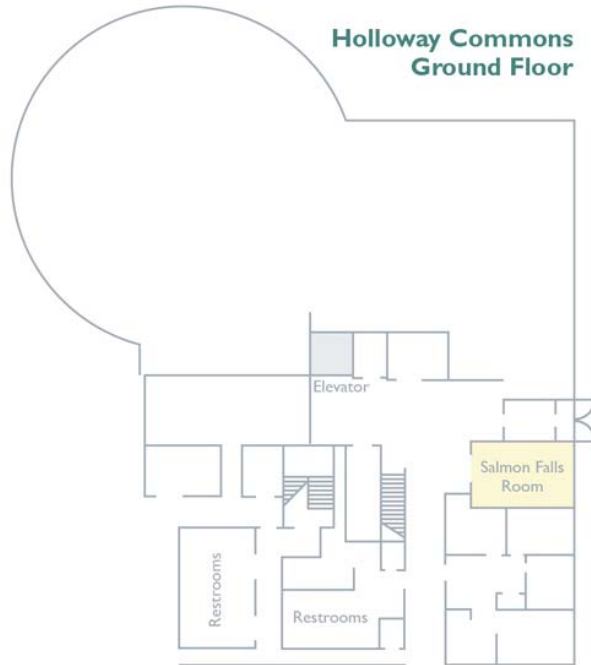 Holloway Commons
Ground Floor
Elevator
Salmon Falls
Room
Restrooms
Restrooms